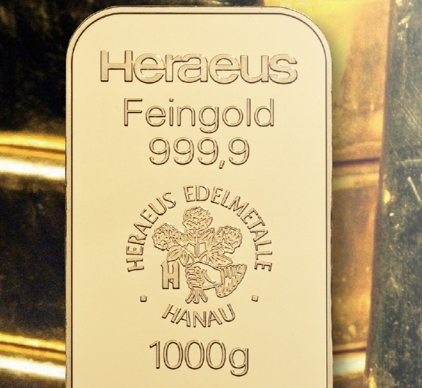 Heraeus
Feingold
999,9
HERAEUS EDELMETALLE
H
HANAU
1000g